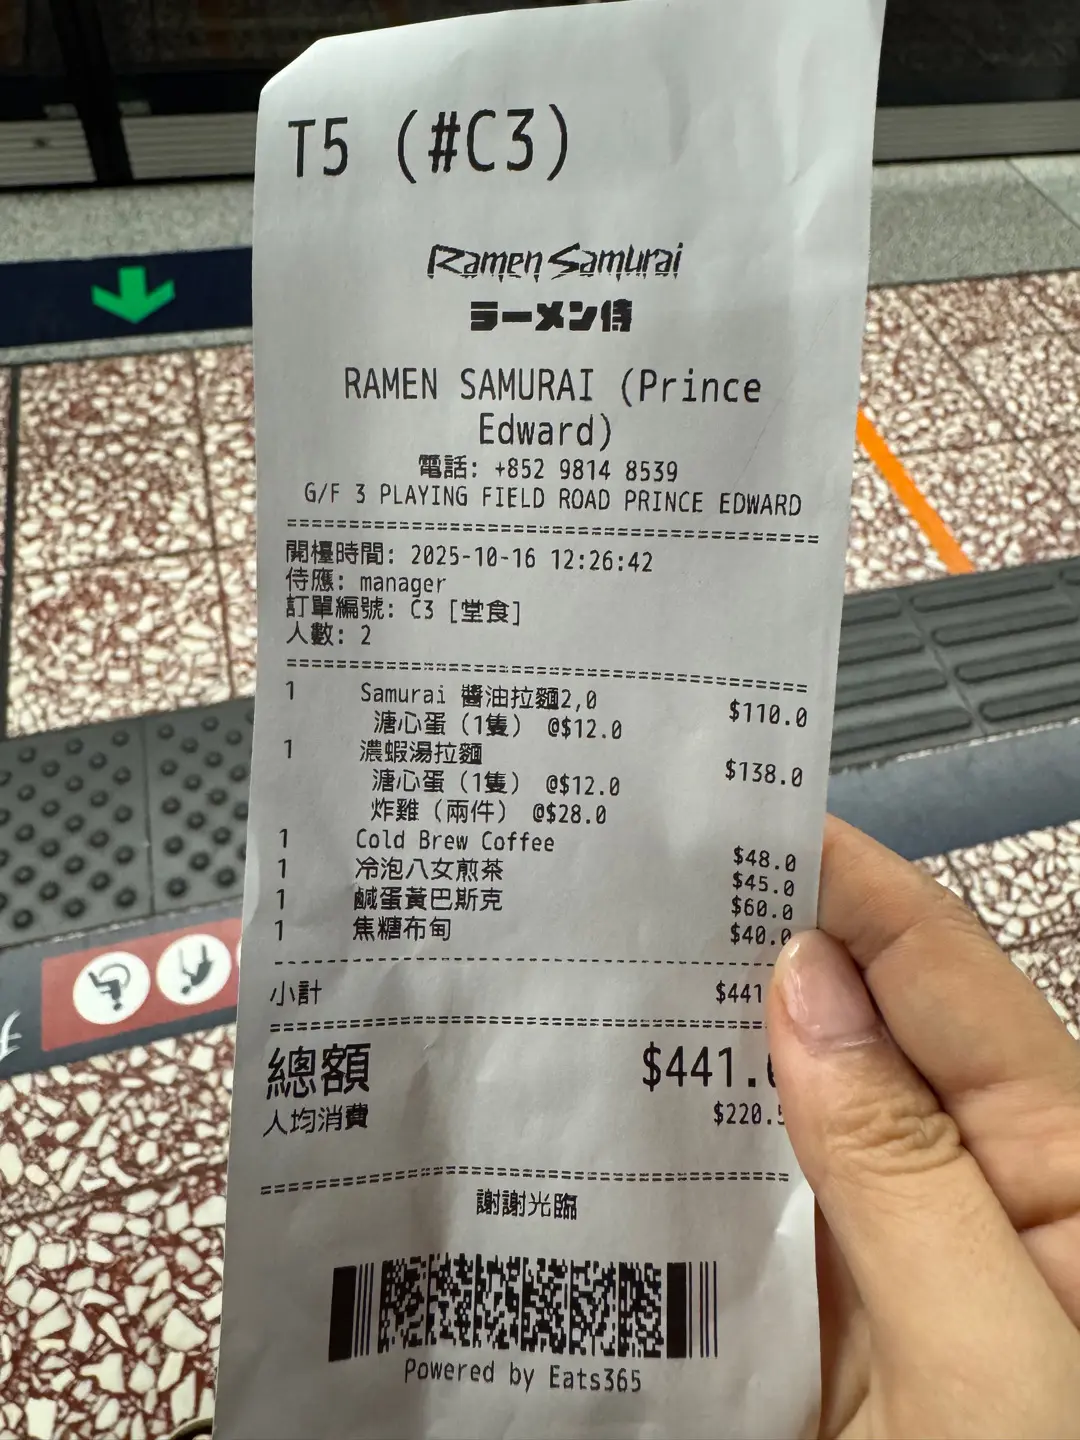 T5 (#C3)
Ramen Samurai
ラーメン侍
RAMEN SAMURAI (Prince
Edward)
電話: +852 9814 8539
G/F 3 PLAYING FIELD ROAD PRINCE EDWARD
開檯時間: 2025-10-16 12:26:42
侍應: manager
訂單編號: C3 [堂食]
人數: 2
1 Samurai 醬油拉麵2,0 $110.0
溏心蛋 (1隻) @$12.0
1 濃蝦湯拉麵 $138.0
溏心蛋 (1隻) @$12.0
炸雞 (兩件) @$28.0
1 Cold Brew Coffee $48.0
1 冷泡八女煎茶 $45.0
1 鹹蛋黃巴斯克 $60.0
1 焦糖布甸 $40.0
小計 $441
總額 $441.
人均消費 $220.5
謝謝光臨
Powered by Eats365